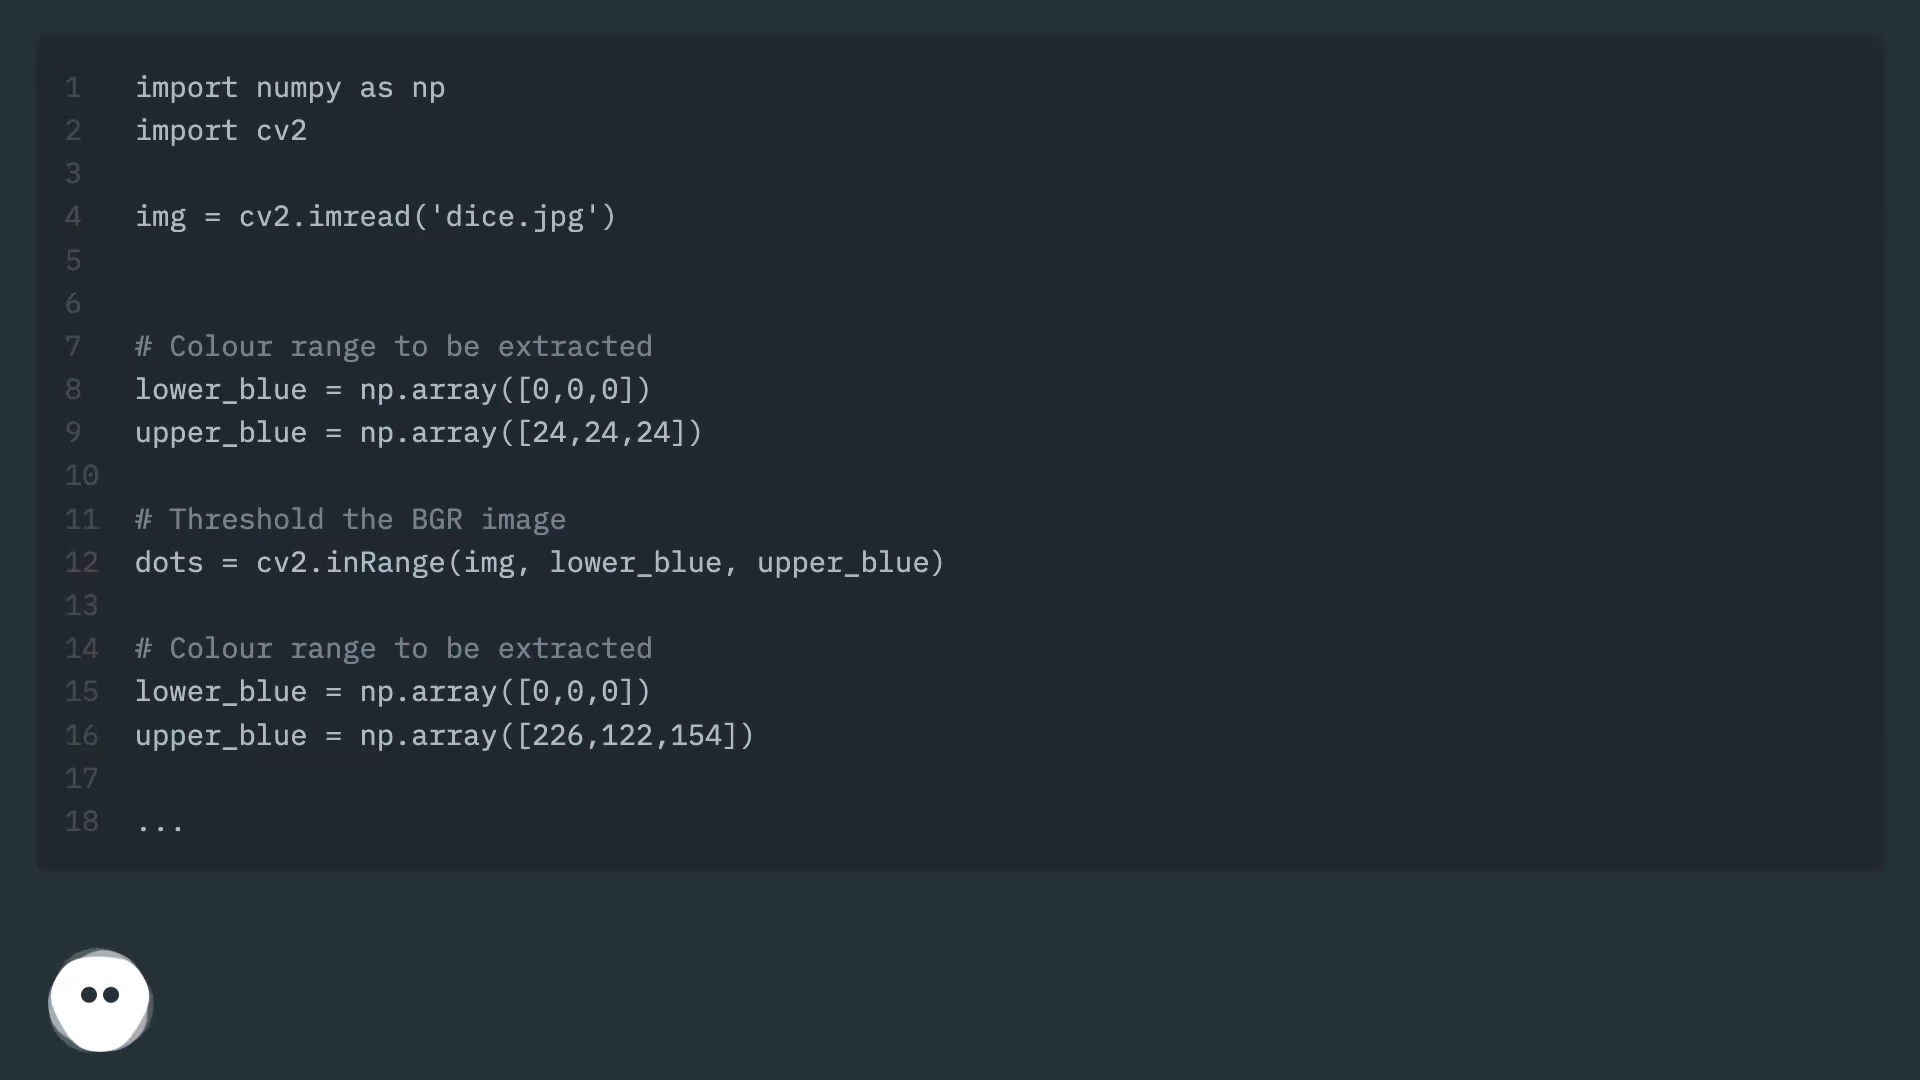 1 import numpy as np
2 import cv2
3
4 img = cv2.imread('dice.jpg')
5
6
7 # Colour range to be extracted
8 lower_blue = np.array([0,0,0])
9 upper_blue = np.array([24,24,24])
10
11 # Threshold the BGR image
12 dots = cv2.inRange(img, lower_blue, upper_blue)
13
14 # Colour range to be extracted
15 lower_blue = np.array([0,0,0])
16 upper_blue = np.array([226,122,154])
17
18 ...